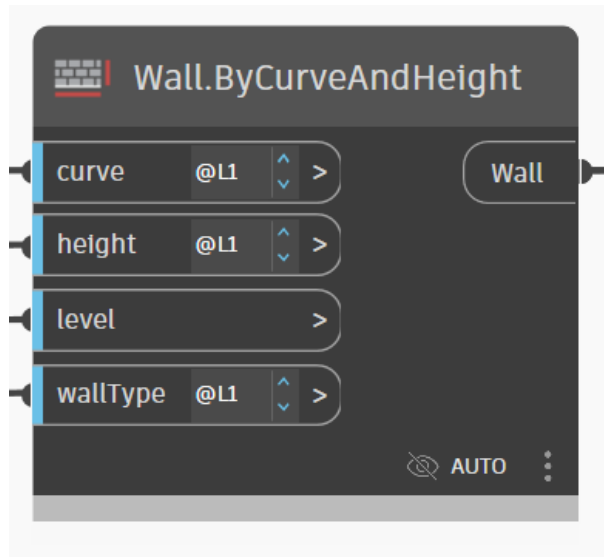 Wall.ByCurveAndHeight
curve @L1 >
Wall
height @L1 >
level >
wallType @L1 >
AUTO